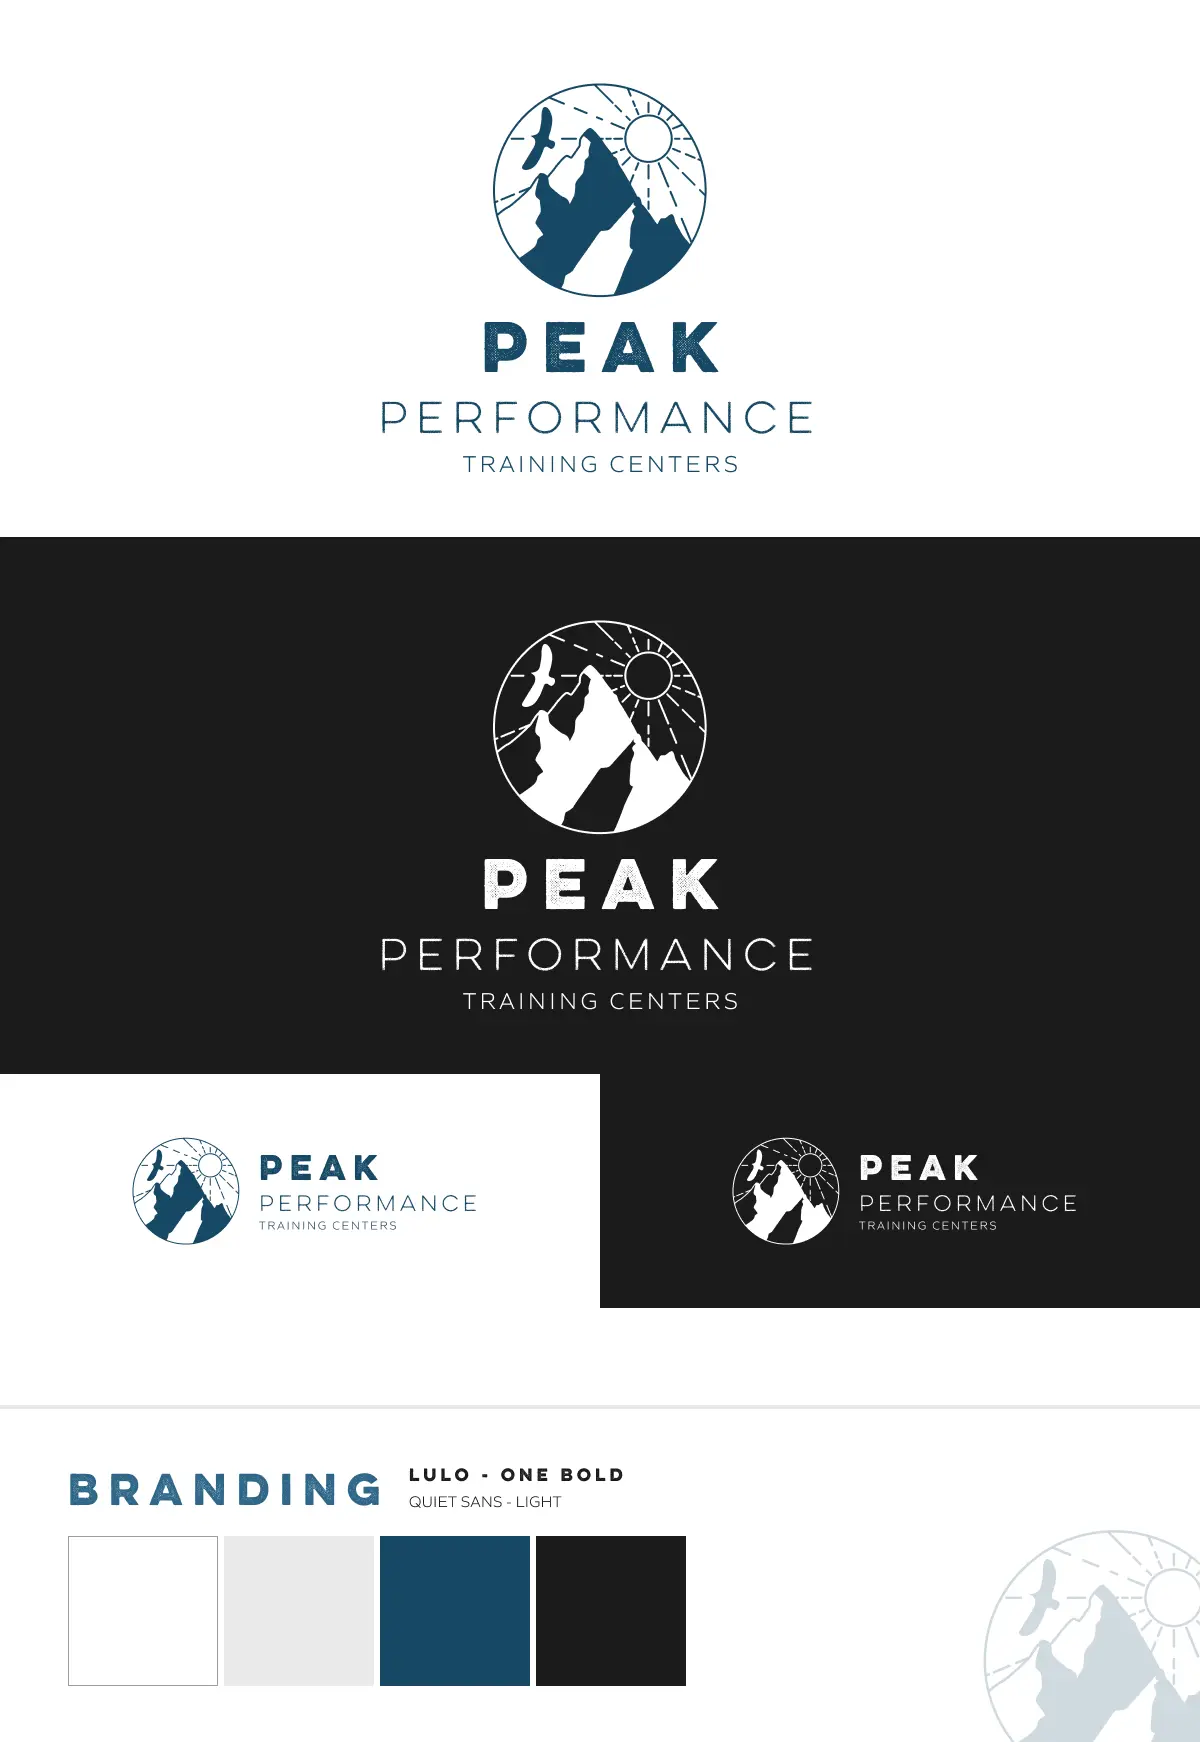 PEAK
PERFORMANCE
TRAINING CENTERS
PEAK
PERFORMANCE
TRAINING CENTERS
PEAK
PERFORMANCE
TRAINING CENTERS
PEAK
PERFORMANCE
TRAINING CENTERS
BRANDING
LULO - ONE BOLD
QUIET SANS - LIGHT